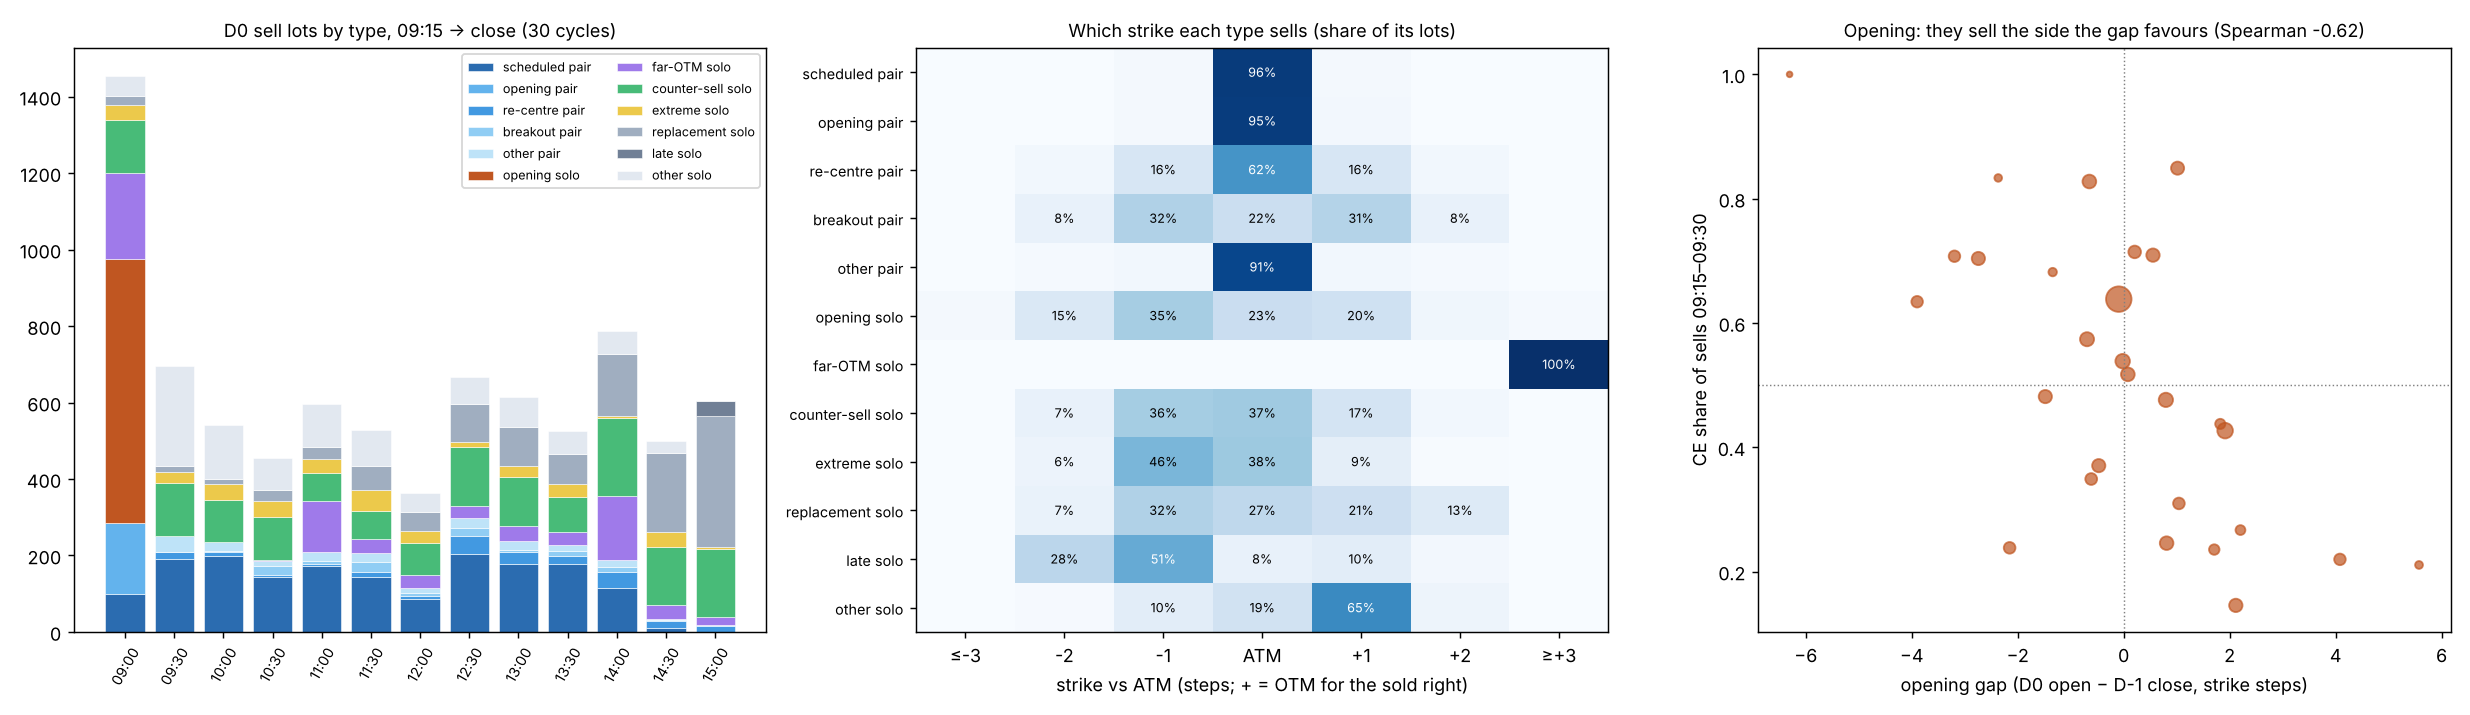 D0 sell lots by type, 09:15 → close (30 cycles)
1400
1200
1000
800
600
400
200
0
scheduled pair
opening pair
re-centre pair
breakout pair
other pair
opening solo
far-OTM solo
counter-sell solo
extreme solo
replacement solo
late solo
other solo
09:00
09:30
10:00
10:30
11:00
11:30
12:00
12:30
13:00
13:30
14:00
14:30
15:00
Which strike each type sells (share of its lots)
scheduled pair 96%
opening pair 95%
re-centre pair 16% 62% 16%
breakout pair 8% 32% 22% 31% 8%
other pair 91%
opening solo 15% 35% 23% 20%
far-OTM solo 100%
counter-sell solo 7% 36% 37% 17%
extreme solo 6% 46% 38% 9%
replacement solo 7% 32% 27% 21% 13%
late solo 28% 51% 8% 10%
other solo 10% 19% 65%
≤-3 -2 -1 ATM +1 +2 ≥+3
strike vs ATM (steps; + = OTM for the sold right)
Opening: they sell the side the gap favours (Spearman -0.62)
CE share of sells 09:15–09:30
1.0
0.8
0.6
0.4
0.2
−6 −4 −2 0 2 4 6
opening gap (D0 open − D-1 close, strike steps)